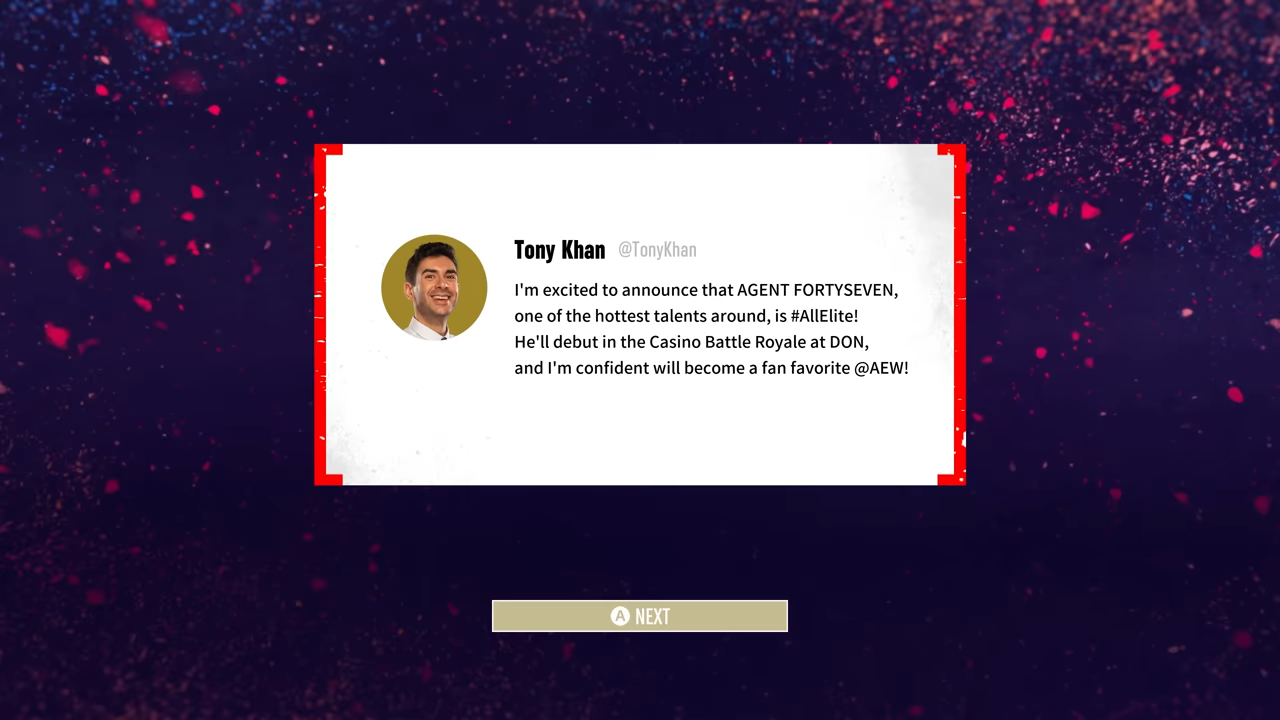 Tony Khan @TonyKhan
I'm excited to announce that AGENT FORTYSEVEN,
one of the hottest talents around, is #AllElite!
He'll debut in the Casino Battle Royale at DON,
and I'm confident will become a fan favorite @AEW!
A NEXT